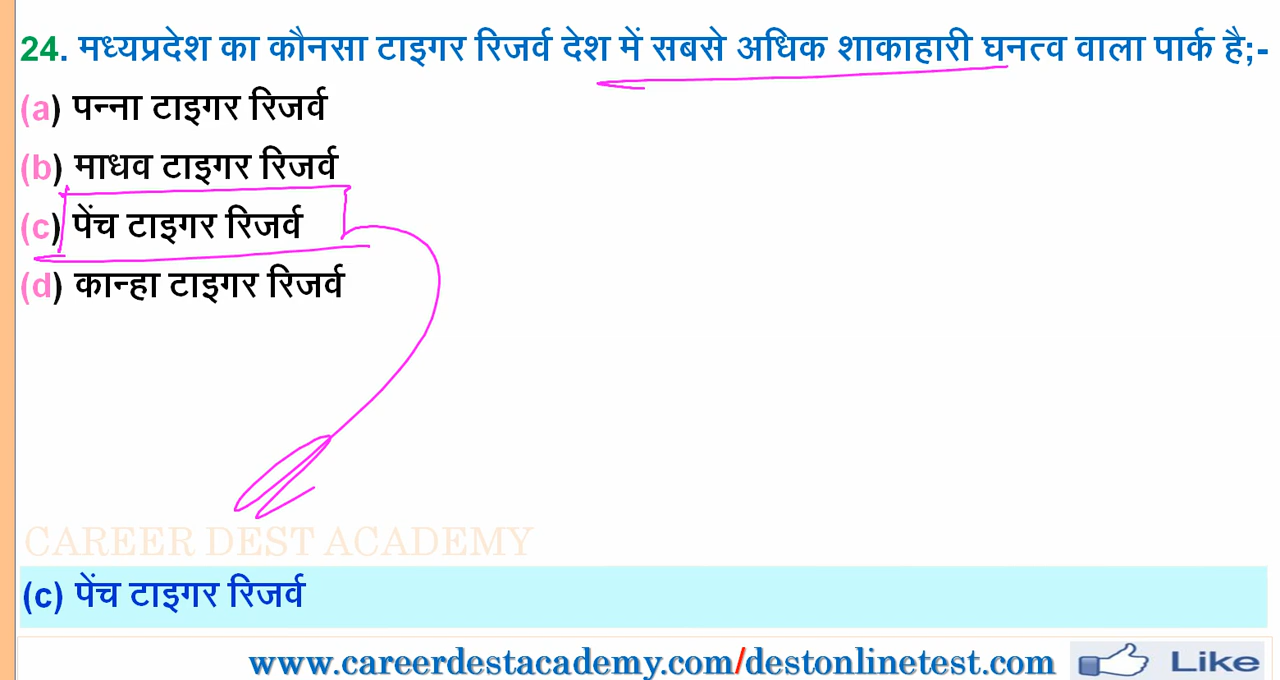 24. मध्यप्रदेश का कौनसा टाइगर रिजर्व देश में सबसे अधिक शाकाहारी घनत्व वाला पार्क है;-
(a) पन्ना टाइगर रिजर्व
(b) माधव टाइगर रिजर्व
(c) पेंच टाइगर रिजर्व
(d) कान्हा टाइगर रिजर्व
CAREER DEST ACADEMY
(c) पेंच टाइगर रिजर्व
www.careerdestacademy.com/destonlinetest.com Like